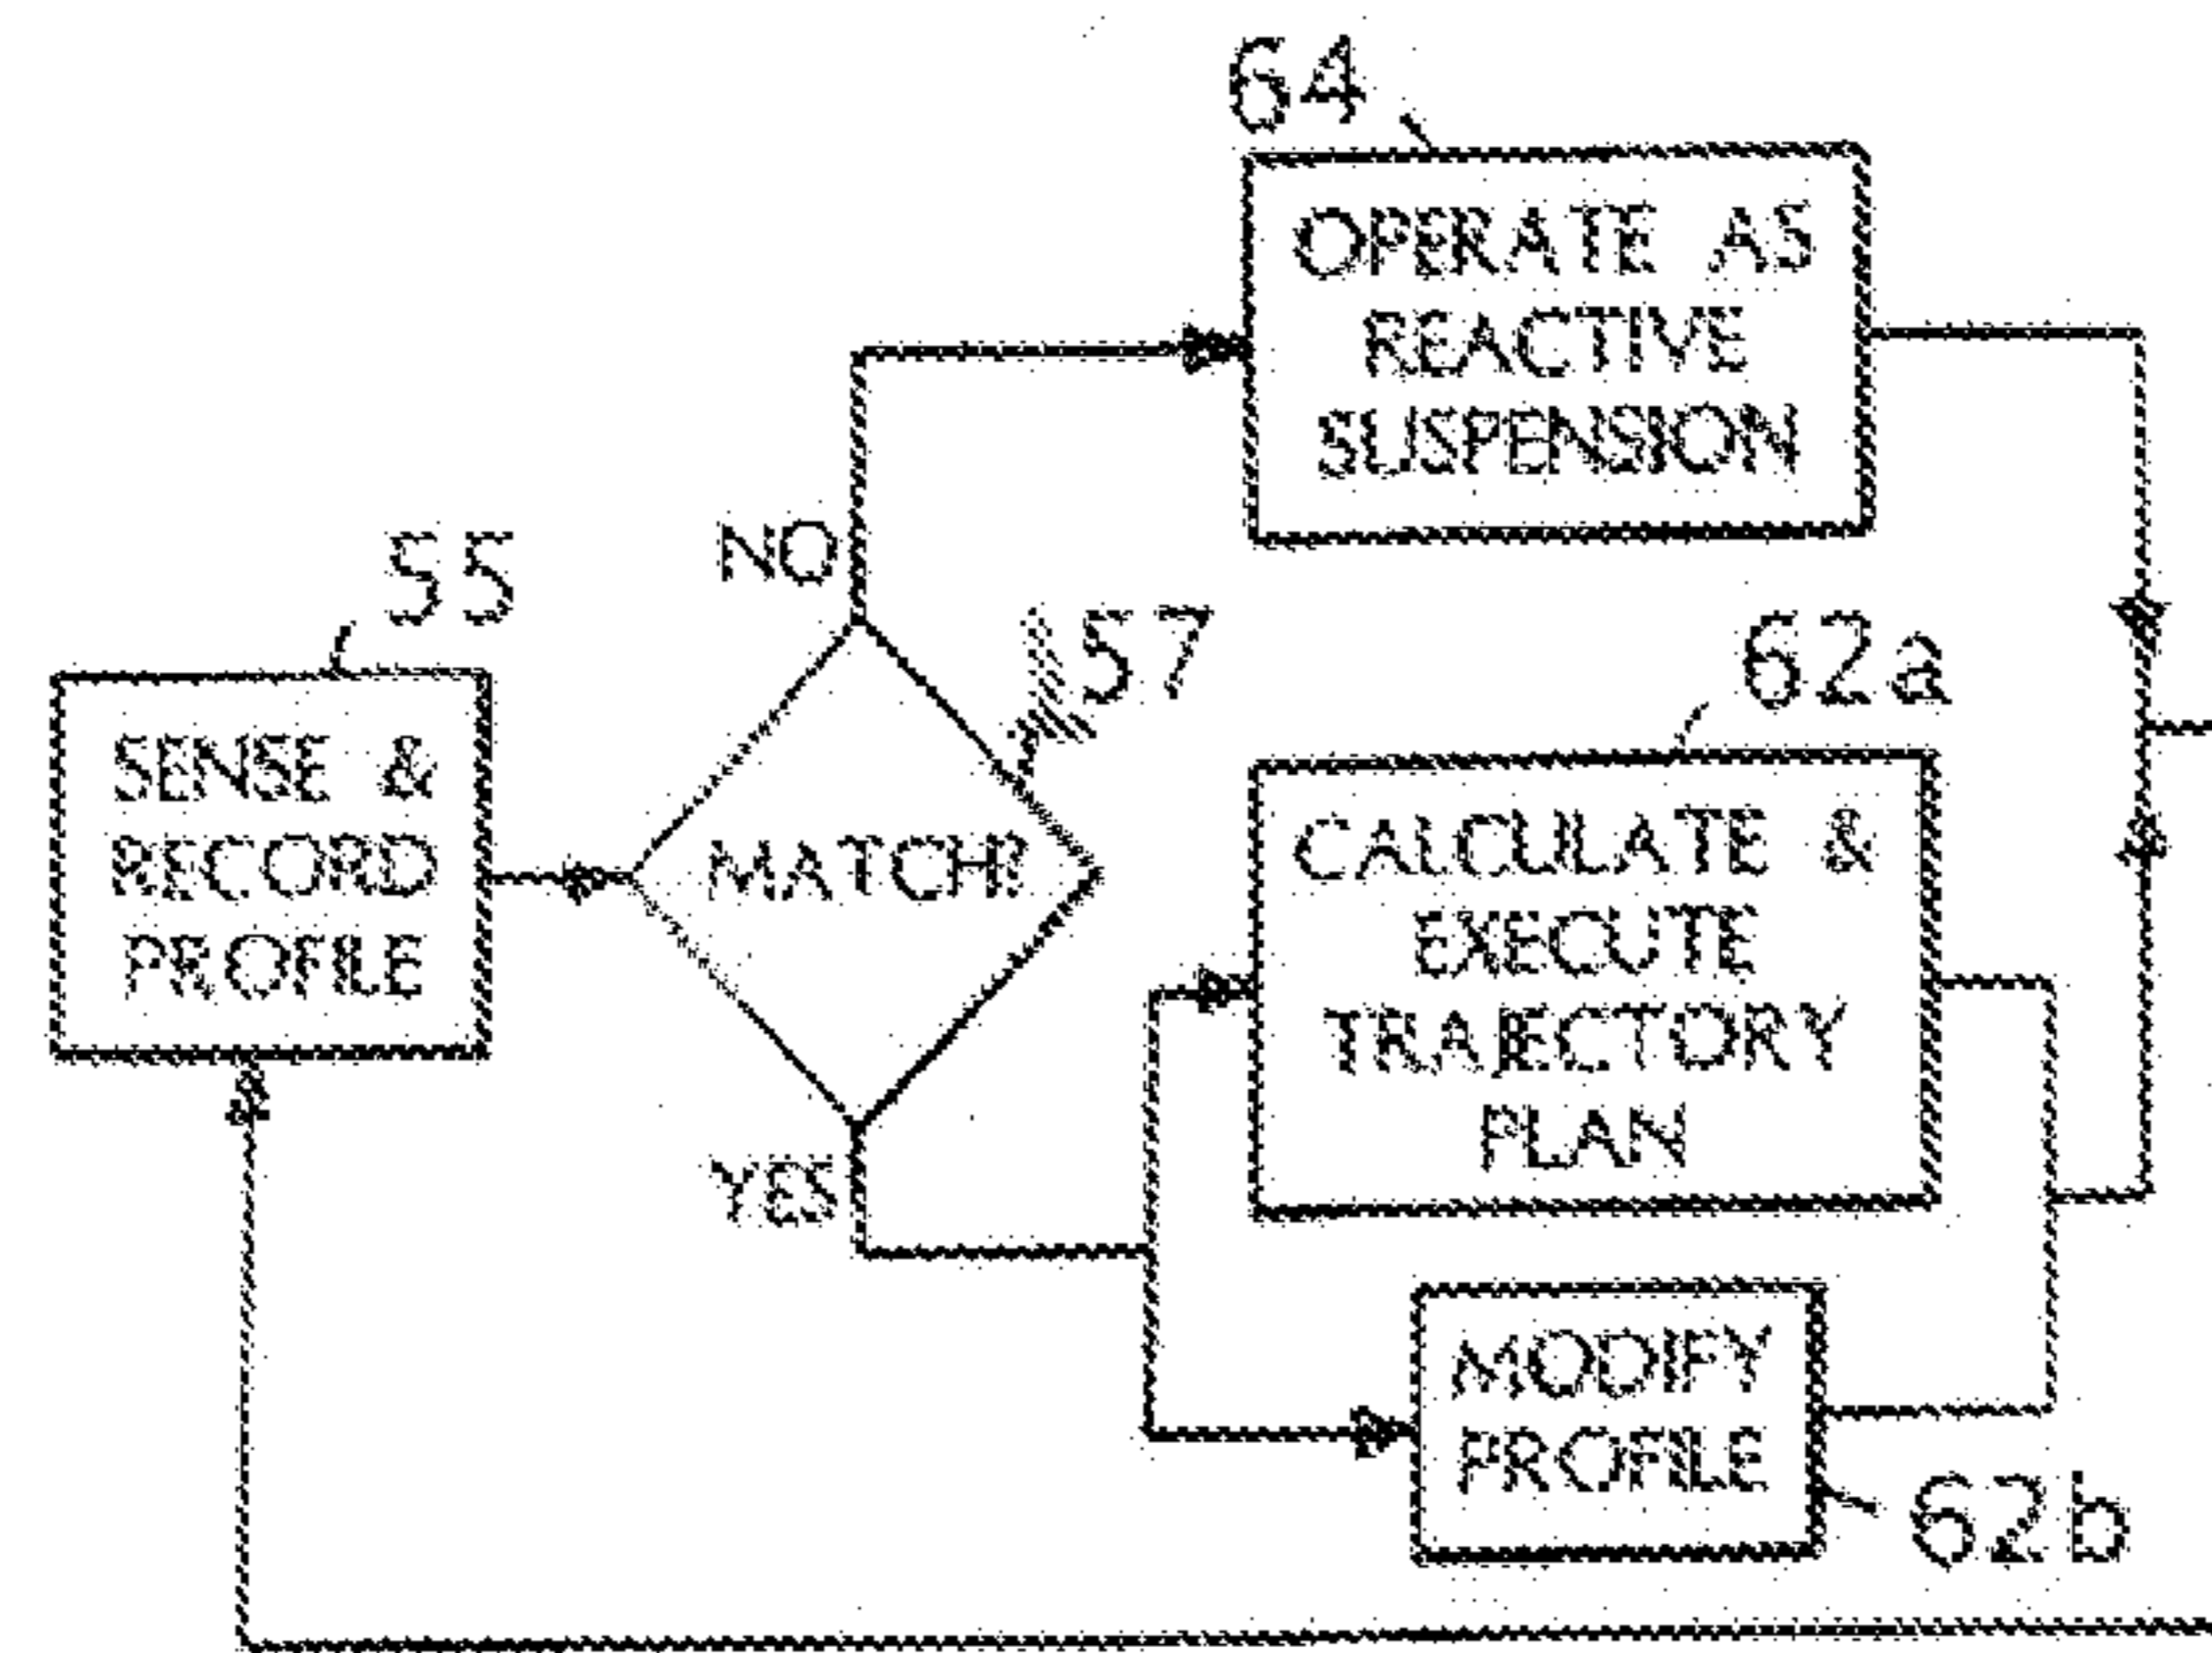 64
OPERATE AS
REACTIVE
SUSPENSION
NO
55
57
62a
SENSE &
RECORD
PROFILE
MATCH?
CALCULATE &
EXECUTE
TRAJECTORY
PLAN
YES
MODIFY
PROFILE
62b